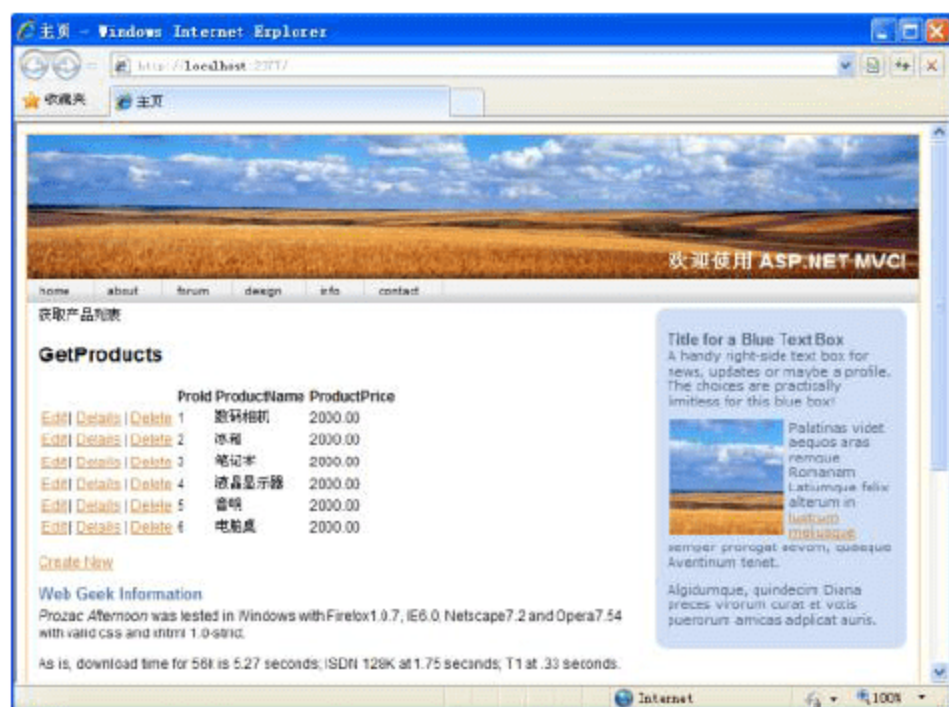 主页 - Windows Internet Explorer
http://localhost:2371/
收藏夹 主页
欢迎使用 ASP.NET MVC!
home about forum design info contact
获取产品列表
GetProducts
ProId ProductName ProductPrice
Edit| Details | Delete 1 数码相机 2000.00
Edit| Details | Delete 2 冰箱 2000.00
Edit| Details | Delete 3 笔记本 2000.00
Edit| Details | Delete 4 液晶显示器 2000.00
Edit| Details | Delete 5 音响 2000.00
Edit| Details | Delete 6 电脑桌 2000.00
Create New
Web Geek Information
Prozac Afternoon was tested in Windows with Firefox1.0.7, IE6.0, Netscape7.2 and Opera7.54
with valid css and xhtml 1.0-strict.
As is, download time for 56k is 5.27 seconds; ISDN 128K at 1.75 seconds; T1 at .33 seconds.
Title for a Blue Text Box
A handy right-side text box for
news, updates or maybe a profile.
The choices are practically
limitless for this blue box!
Palatinas videt
aequos aras
remque
Romanam
Latiumque felix
alterum in
lustrum
meliusque
semper prorogat aevum, quaeque
Aventinum tenet.
Algidumque, quindecim Diana
preces virorum curat et votis
puerorum amicas adplicat auris.
Internet 100%